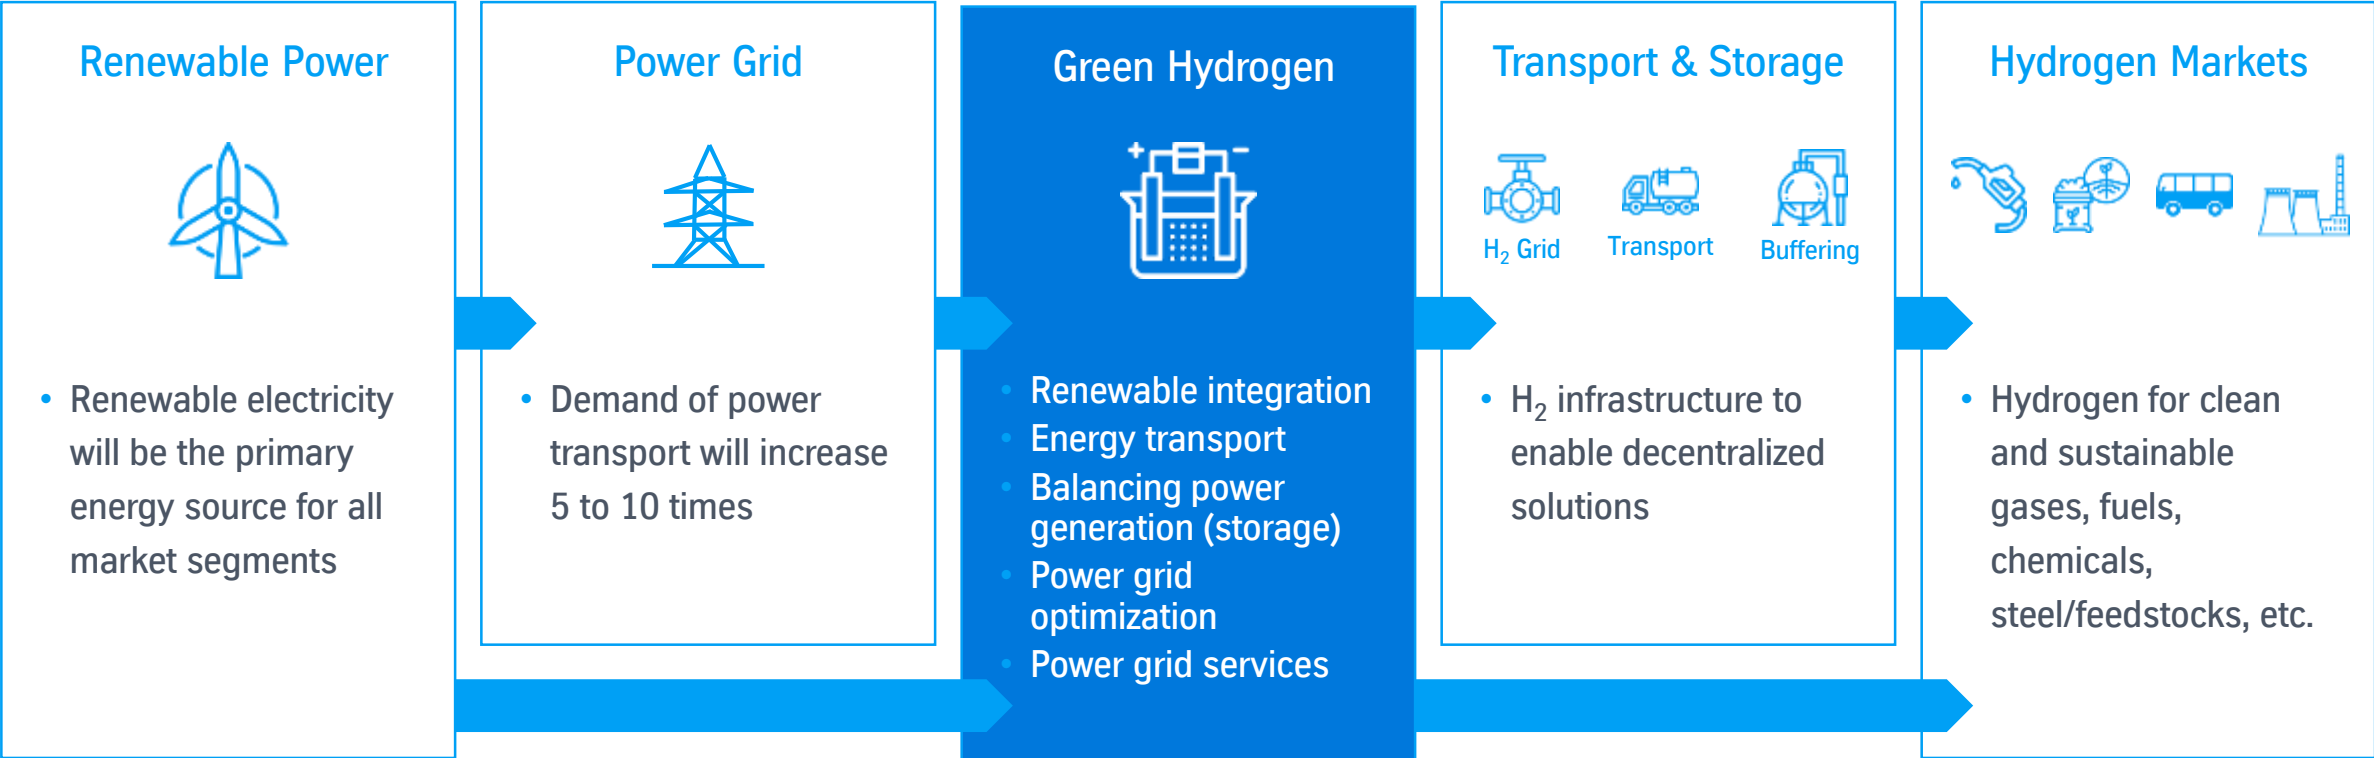 Renewable Power
• Renewable electricity
will be the primary
energy source for all
market segments
Power Grid
• Demand of power
transport will increase
5 to 10 times
Green Hydrogen
+ −
• Renewable integration
• Energy transport
• Balancing power
generation (storage)
• Power grid
optimization
• Power grid services
Transport & Storage
H₂ Grid
Transport
Buffering
• H₂ infrastructure to
enable decentralized
solutions
Hydrogen Markets
• Hydrogen for clean
and sustainable
gases, fuels,
chemicals,
steel/feedstocks, etc.